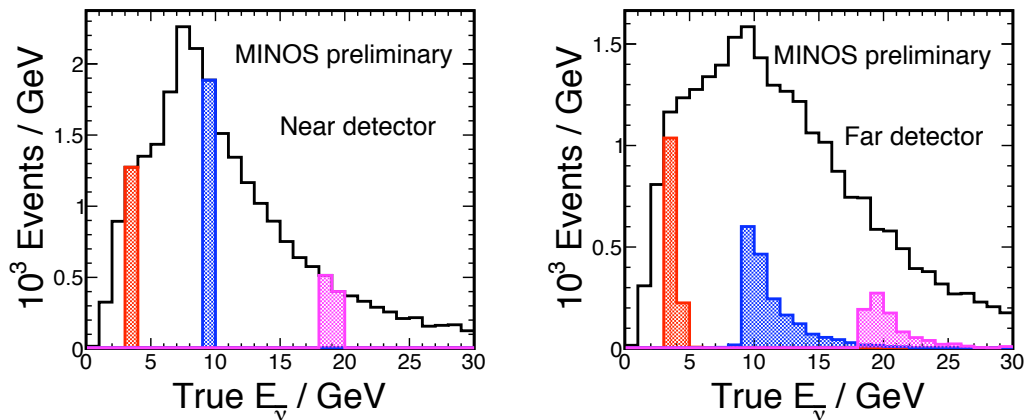 MINOS preliminary
Near detector
10³ Events / GeV
2
1.5
1
0.5
0
0 5 10 15 20 25 30
True E_ν̅ / GeV
MINOS preliminary
Far detector
10³ Events / GeV
1.5
1
0.5
0
0 5 10 15 20 25 30
True E_ν̅ / GeV